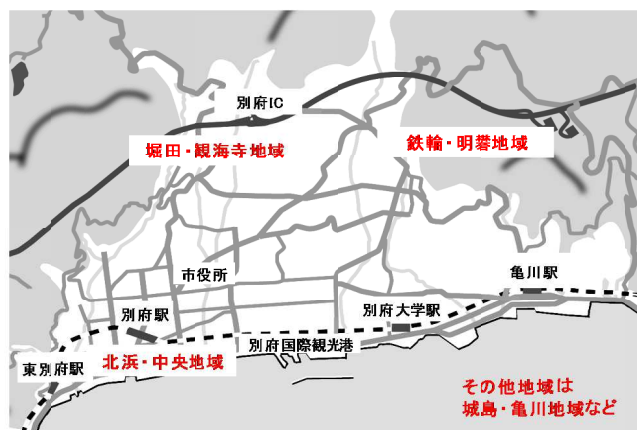 別府IC
堀田・観海寺地域
鉄輪・明礬地域
市役所
亀川駅
別府駅
別府大学駅
別府国際観光港
北浜・中央地域
東別府駅
その他地域は
城島・亀川地域など